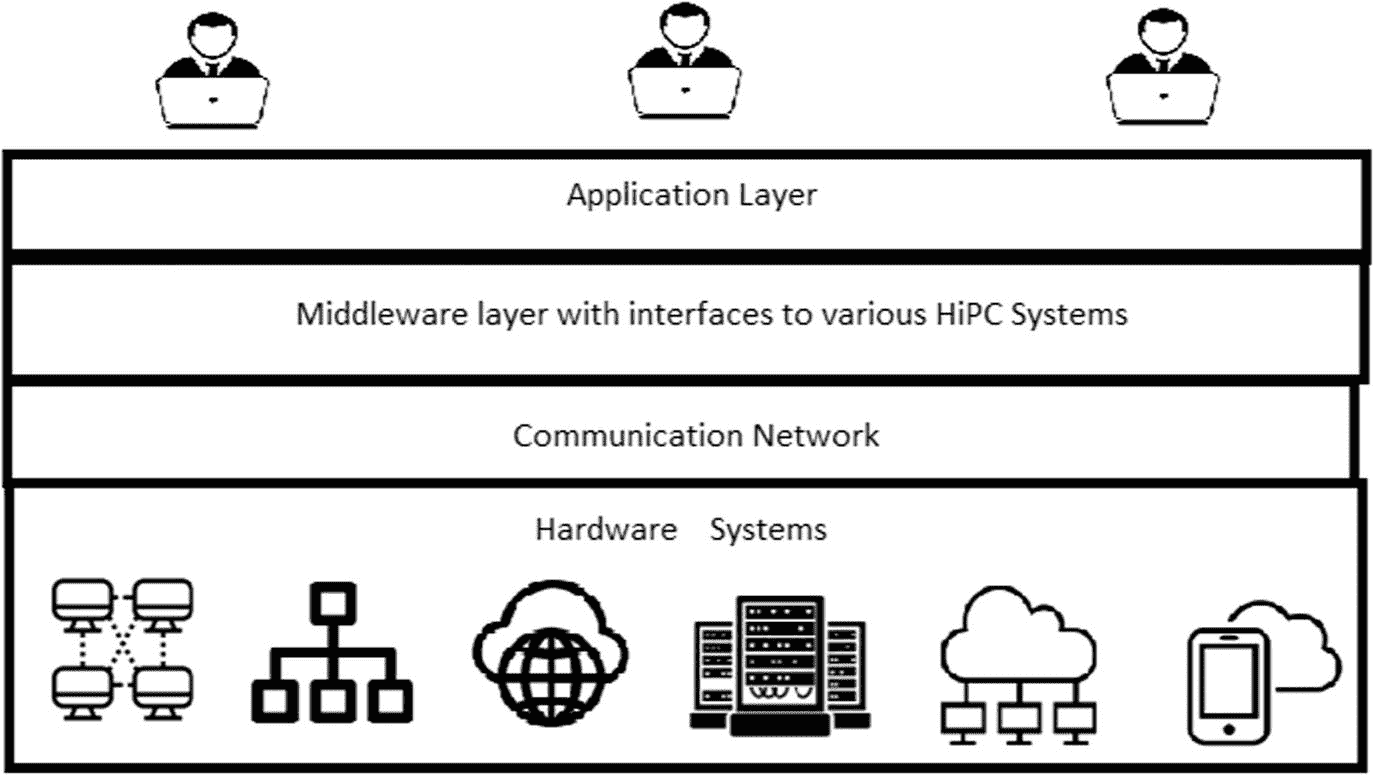 Application Layer
Middleware layer with interfaces to various HiPC Systems
Communication Network
Hardware Systems